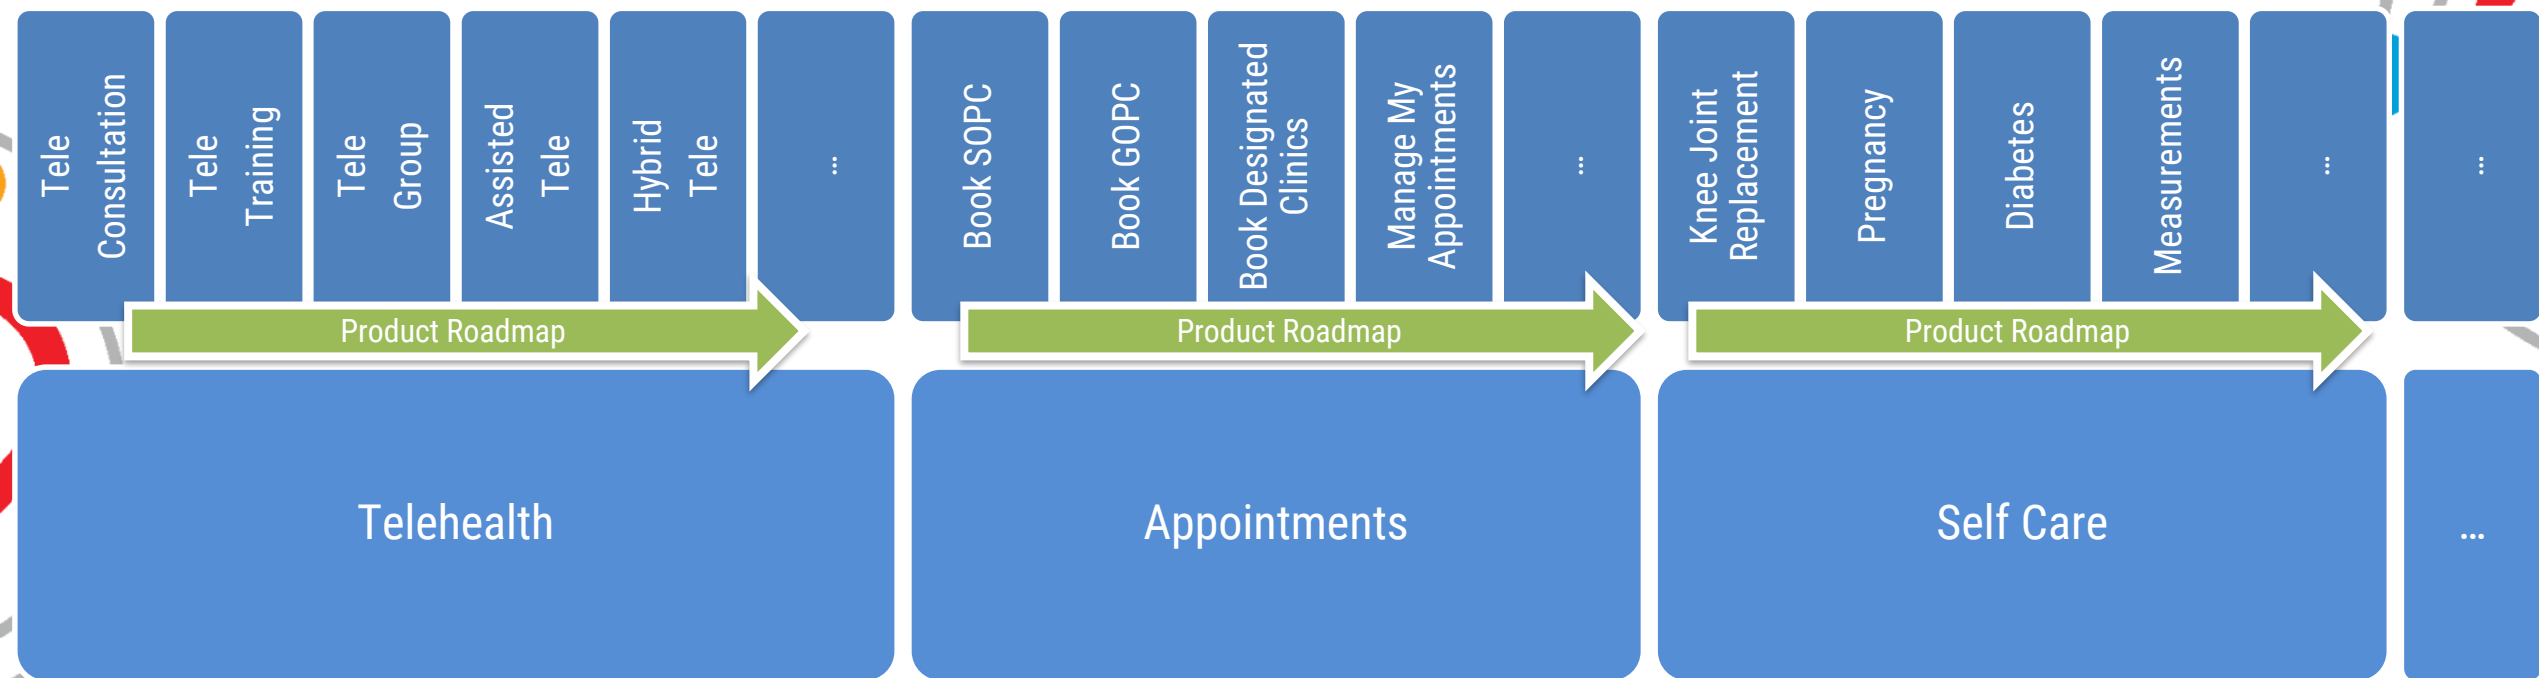 Tele
Consultation
Tele
Training
Tele
Group
Assisted
Tele
Hybrid
Tele
...
Book SOPC
Book GOPC
Book Designated
Clinics
Manage My
Appointments
...
Knee Joint
Replacement
Pregnancy
Diabetes
Measurements
...
...
Product Roadmap
Product Roadmap
Product Roadmap
Telehealth
Appointments
Self Care
...